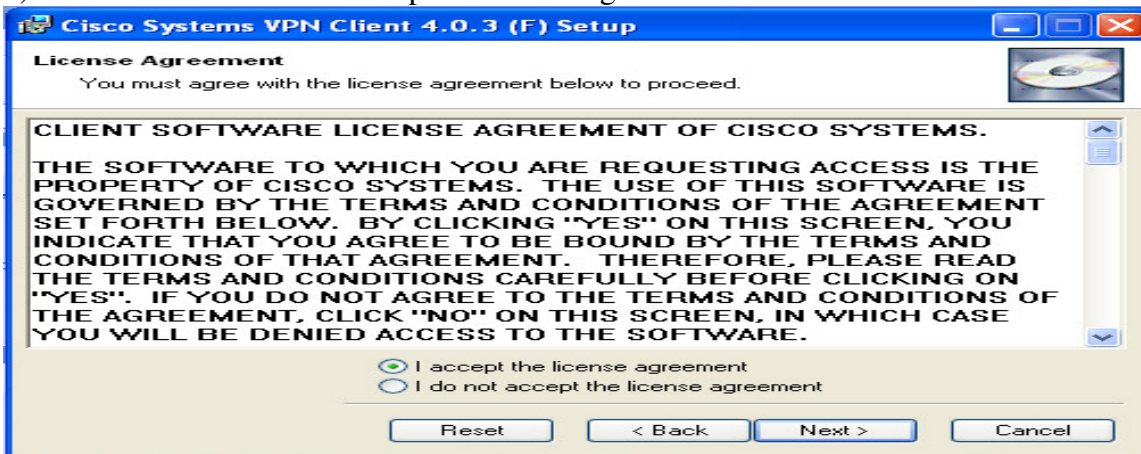 Cisco Systems VPN Client 4.0.3 (F) Setup
License Agreement
You must agree with the license agreement below to proceed.
CLIENT SOFTWARE LICENSE AGREEMENT OF CISCO SYSTEMS.
THE SOFTWARE TO WHICH YOU ARE REQUESTING ACCESS IS THE
PROPERTY OF CISCO SYSTEMS. THE USE OF THIS SOFTWARE IS
GOVERNED BY THE TERMS AND CONDITIONS OF THE AGREEMENT
SET FORTH BELOW. BY CLICKING "YES" ON THIS SCREEN, YOU
INDICATE THAT YOU AGREE TO BE BOUND BY THE TERMS AND
CONDITIONS OF THAT AGREEMENT. THEREFORE, PLEASE READ
THE TERMS AND CONDITIONS CAREFULLY BEFORE CLICKING ON
"YES". IF YOU DO NOT AGREE TO THE TERMS AND CONDITIONS OF
THE AGREEMENT, CLICK "NO" ON THIS SCREEN, IN WHICH CASE
YOU WILL BE DENIED ACCESS TO THE SOFTWARE.
I accept the license agreement
I do not accept the license agreement
Reset < Back Next > Cancel